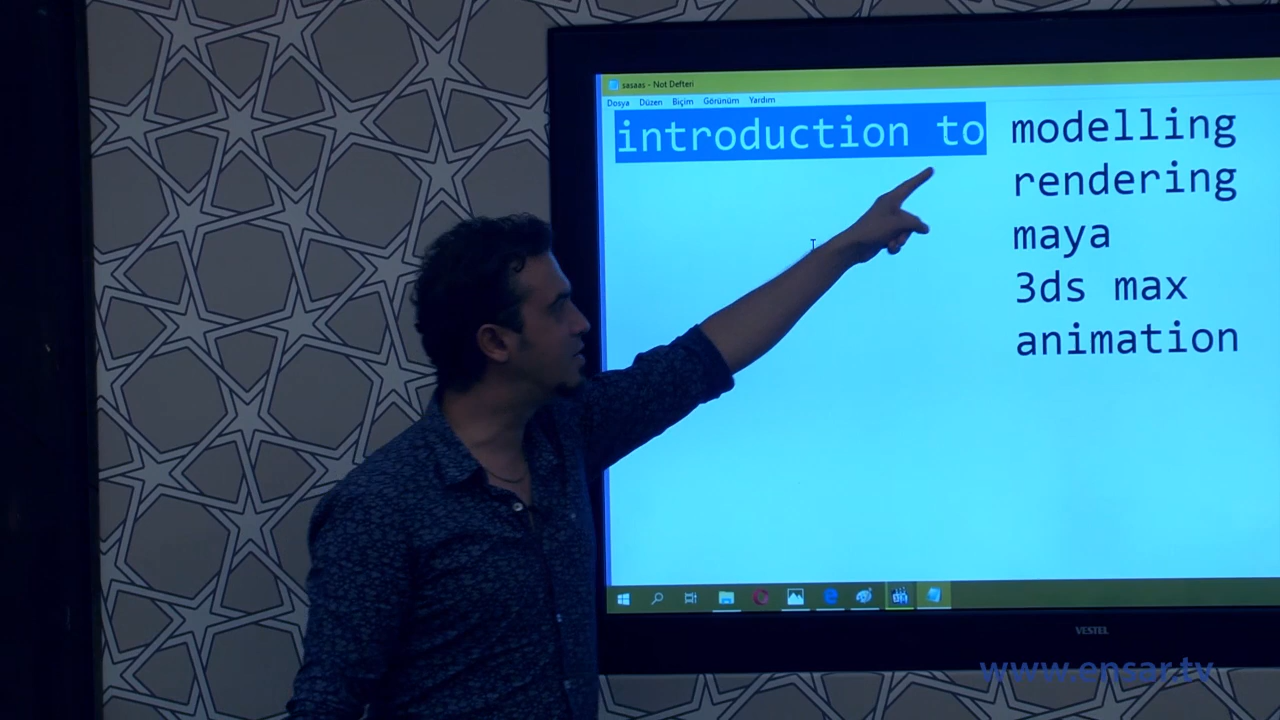 sasaas - Not Defteri
Dosya Düzen Biçim Görünüm Yardım
introduction to modelling
rendering
maya
3ds max
animation
VESTEL
www.ensar.tv